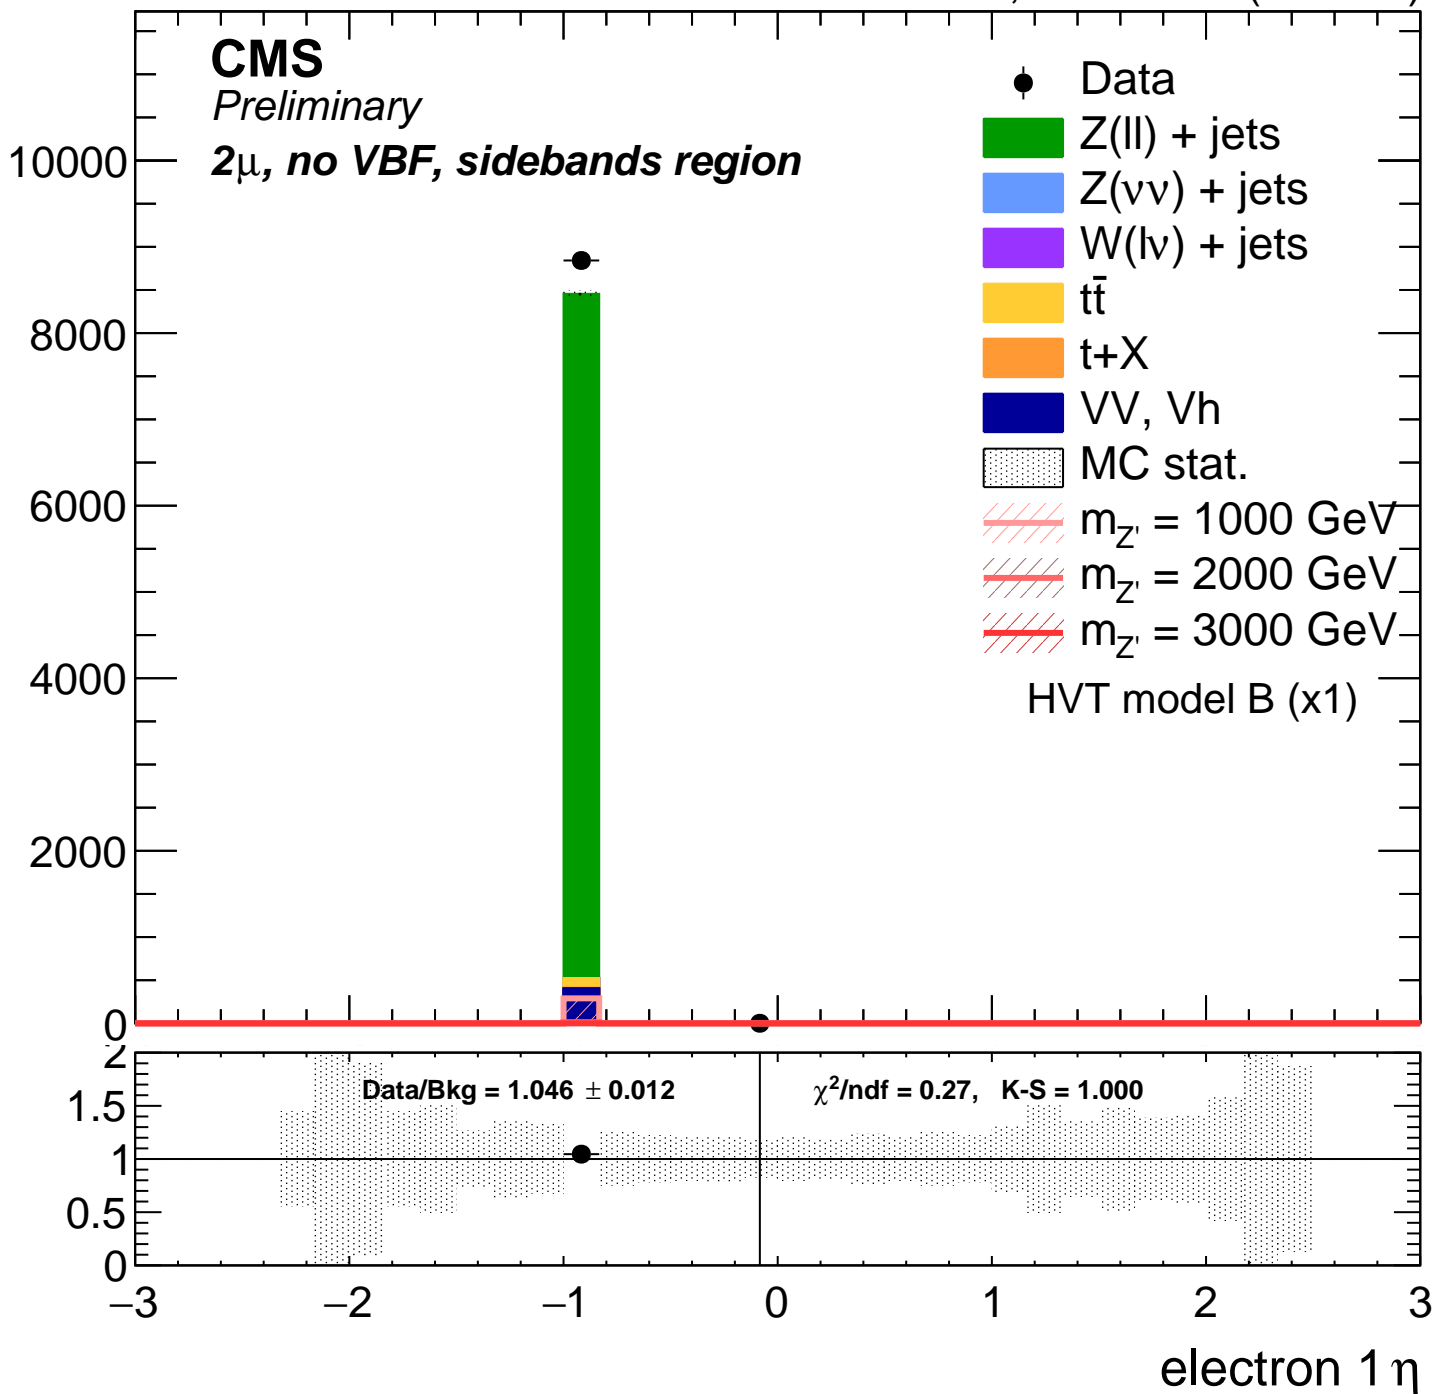 CMS
Preliminary
2μ, no VBF, sidebands region
Data
Z(ll) + jets
Z(νν) + jets
W(lν) + jets
tt̄
t+X
VV, Vh
MC stat.
m_Z' = 1000 GeV
m_Z' = 2000 GeV
m_Z' = 3000 GeV
HVT model B (x1)
10000
8000
6000
4000
2000
0
2
1.5
1
0.5
0
Data/Bkg = 1.046 ± 0.012
χ²/ndf = 0.27, K-S = 1.000
−3 −2 −1 0 1 2 3
electron 1 η